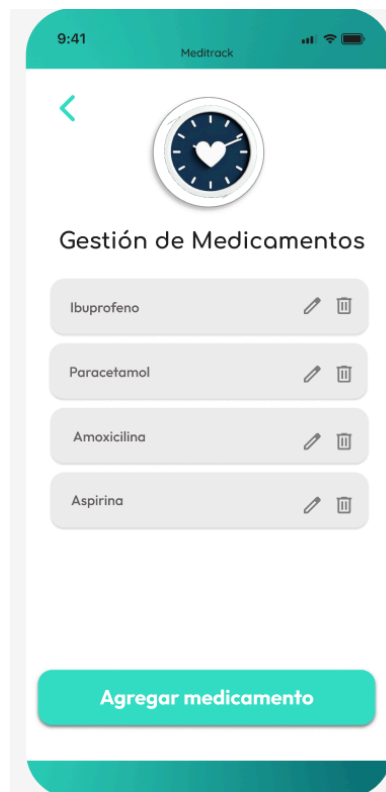 9:41
Meditrack
Gestión de Medicamentos
Ibuprofeno
Paracetamol
Amoxicilina
Aspirina
Agregar medicamento